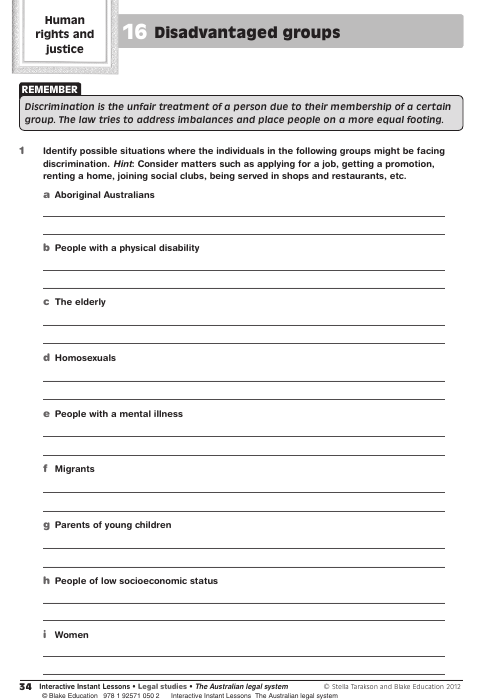 Human
rights and
justice
16 Disadvantaged groups
REMEMBER
Discrimination is the unfair treatment of a person due to their membership of a certain
group. The law tries to address imbalances and place people on a more equal footing.
1 Identify possible situations where the individuals in the following groups might be facing
discrimination. Hint: Consider matters such as applying for a job, getting a promotion,
renting a home, joining social clubs, being served in shops and restaurants, etc.
a Aboriginal Australians
b People with a physical disability
c The elderly
d Homosexuals
e People with a mental illness
f Migrants
g Parents of young children
h People of low socioeconomic status
i Women
34 Interactive Instant Lessons • Legal studies • The Australian legal system © Stella Tarakson and Blake Education 2012
© Blake Education 978 1 92571 050 2 Interactive Instant Lessons The Australian legal system